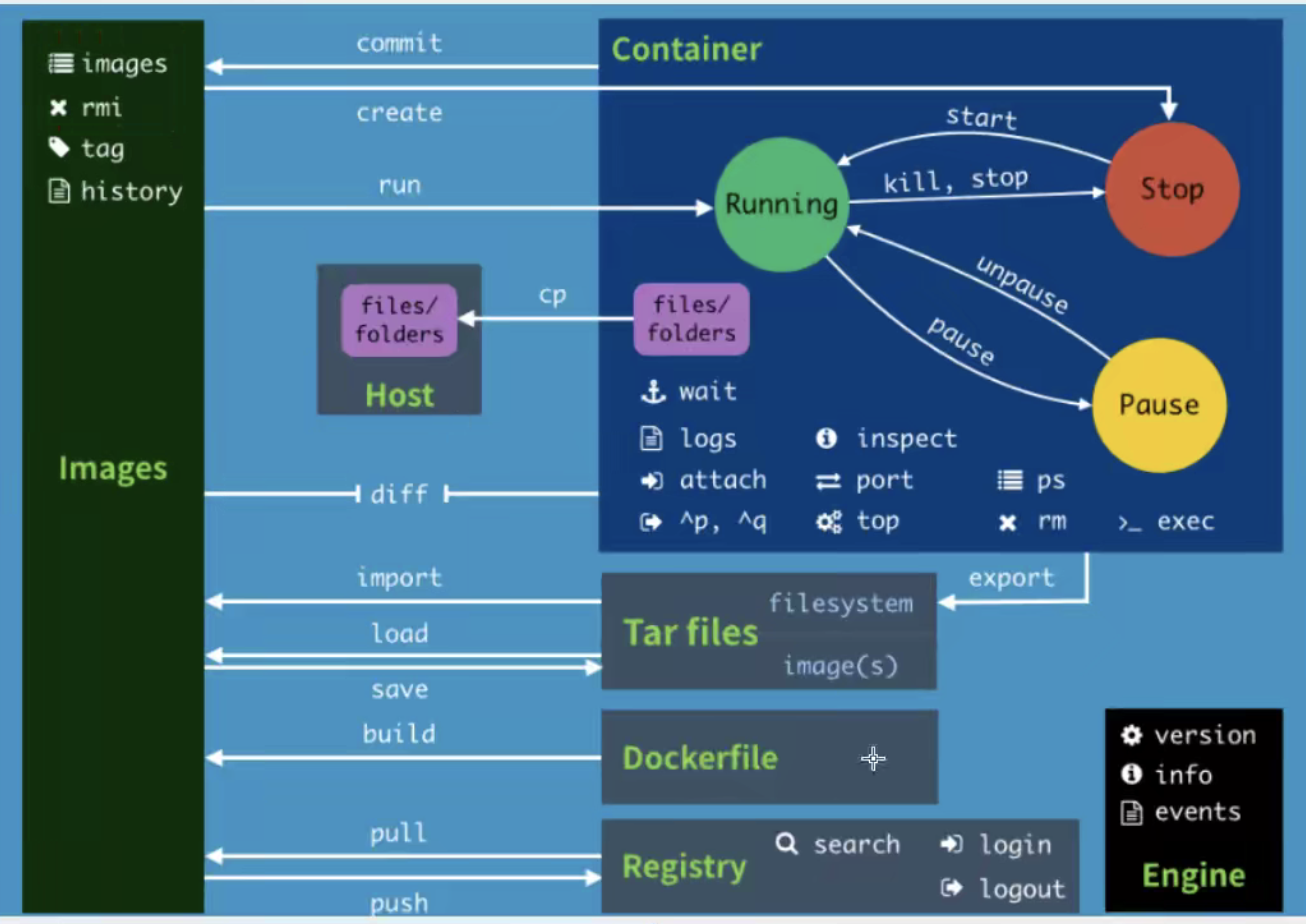 images
rmi
tag
history
Images
commit
create
run
cp
files/
folders
Host
diff
import
load
save
build
pull
push
Container
start
kill, stop
Running
Stop
unpause
pause
Pause
files/
folders
wait
logs
inspect
attach
port
ps
^p, ^q
top
rm
>_ exec
export
Tar files
filesystem
image(s)
Dockerfile
Registry
search
login
logout
version
info
events
Engine